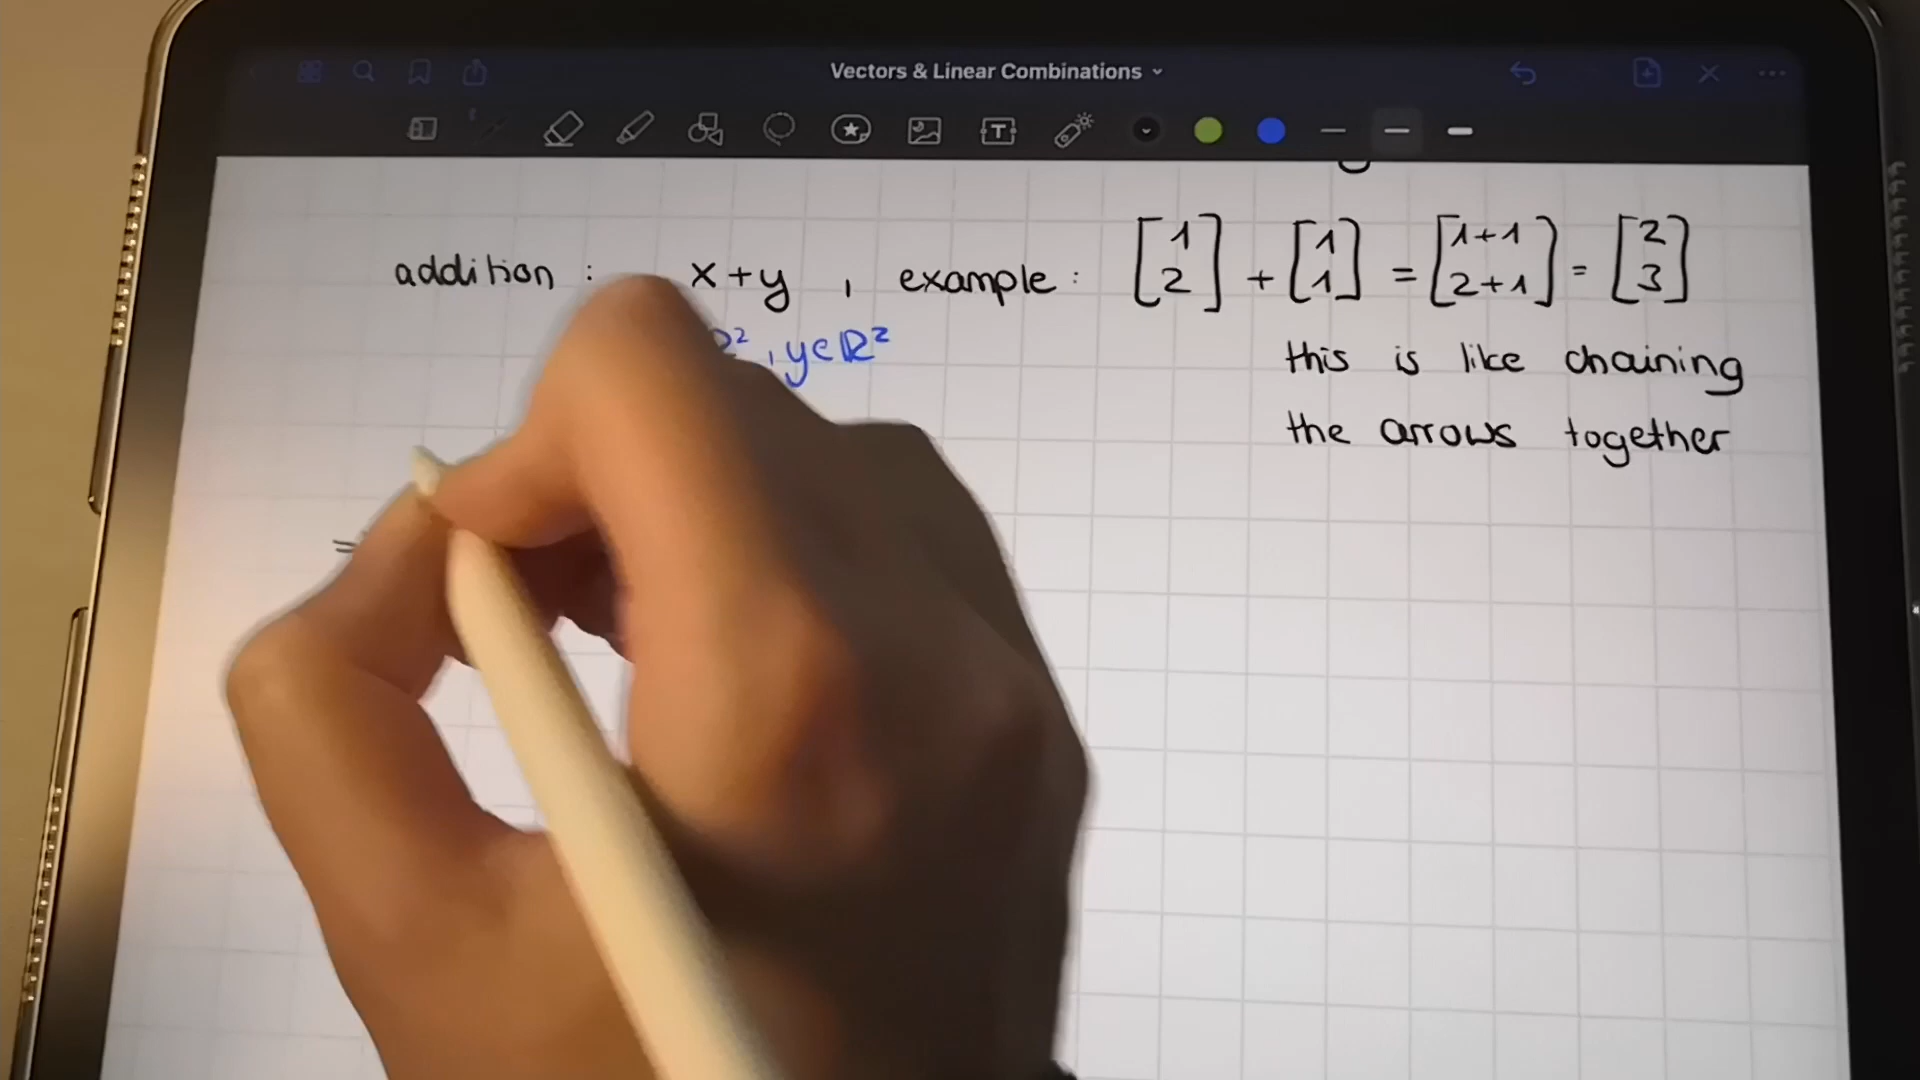 Vectors & Linear Combinations
addition : x+y , example : [1 2] + [1 1] = [1+1 2+1] = [2 3]
ℝ² , y∈ℝ²
this is like chaining
the arrows together
=